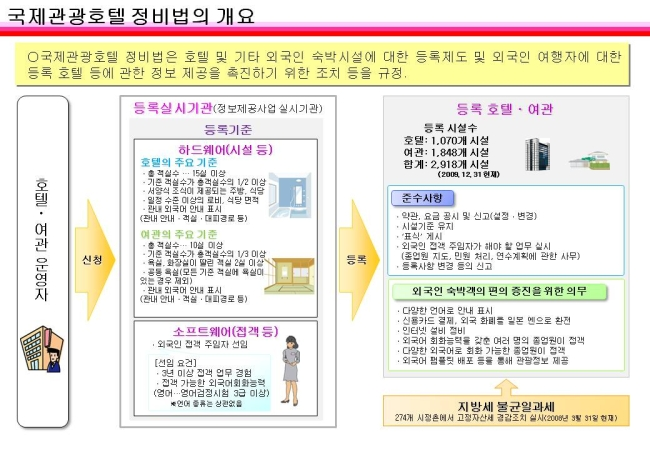 국제관광호텔 정비법의 개요
○국제관광호텔 정비법은 호텔 및 기타 외국인 숙박시설에 대한 등록제도 및 외국인 여행자에 대한
등록 호텔 등에 관한 정보 제공을 촉진하기 위한 조치 등을 규정.
호텔・여관 운영자
신청
등록실시기관(정보제공사업 실시기관)
등록기준
하드웨어(시설 등)
호텔의 주요 기준
· 총 객실수 … 15실 이상
· 기준 객실수가 총객실수의 1/2 이상
· 서양식 조식이 제공되는 주방, 식당
· 일정 수준 이상의 로비, 식당 면적
· 관내 외국어 안내 표시
(관내 안내 · 객실 · 대피경로 등)
여관의 주요 기준
· 총 객실수 … 10실 이상
· 기준 객실수가 총객실수의 1/3 이상
· 욕실, 화장실이 딸린 객실 2실 이상
· 공동 욕실(모든 기준 객실에 욕실이
있는 경우 제외)
· 관내 외국어 안내 표시
(관내 안내 · 객실 · 대피경로 등)
소프트웨어(접객 등)
· 외국인 접객 주임자 선임
[선임 요건]
· 3년 이상 접객 업무 경험
· 접객 가능한 외국어회화능력
(영어…영어검정시험 3급 이상)
※언어 종류는 상관없음
등록
등록 호텔・여관
등록 시설수
호텔: 1,070개 시설
여관: 1,848개 시설
합계: 2,918개 시설
(2009. 12. 31 현재)
준수사항
· 약관, 요금 공시 및 신고(설정 · 변경)
· 시설기준 유지
· ‘표식’ 게시
· 외국인 접객 주임자가 해야 할 업무 실시
(종업원 지도, 민원 처리, 연수계획에 관한 사무)
· 등록사항 변경 등의 신고
외국인 숙박객의 편의 증진을 위한 의무
· 다양한 언어로 안내 표시
· 신용카드 결제, 외국 화폐를 일본 엔으로 환전
· 인터넷 설비 정비
· 외국어 회화능력을 갖춘 여러 명의 종업원이 접객
· 다양한 외국어로 회화 가능한 종업원이 접객
· 외국어 팸플릿 배포 등을 통해 관광정보 제공
지방세 불균일과세
274개 시정촌에서 고정자산세 경감조치 실시(2008년 3월 31일 현재)